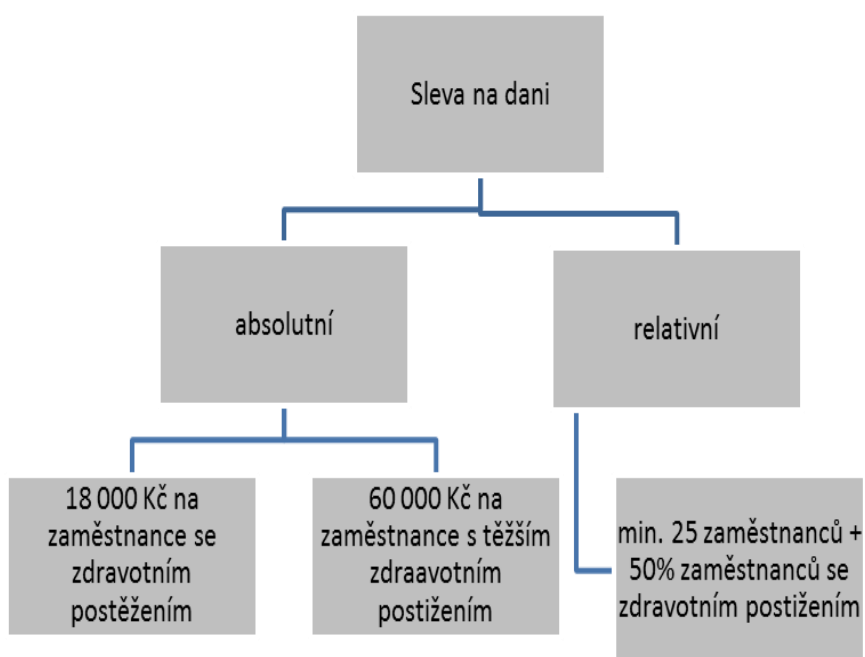 Sleva na dani
absolutní
relativní
18 000 Kč na
zaměstnance se
zdravotním
postěžením
60 000 Kč na
zaměstnance s těžším
zdraavotním
postižením
min. 25 zaměstnanců +
50% zaměstnanců se
zdravotním postižením